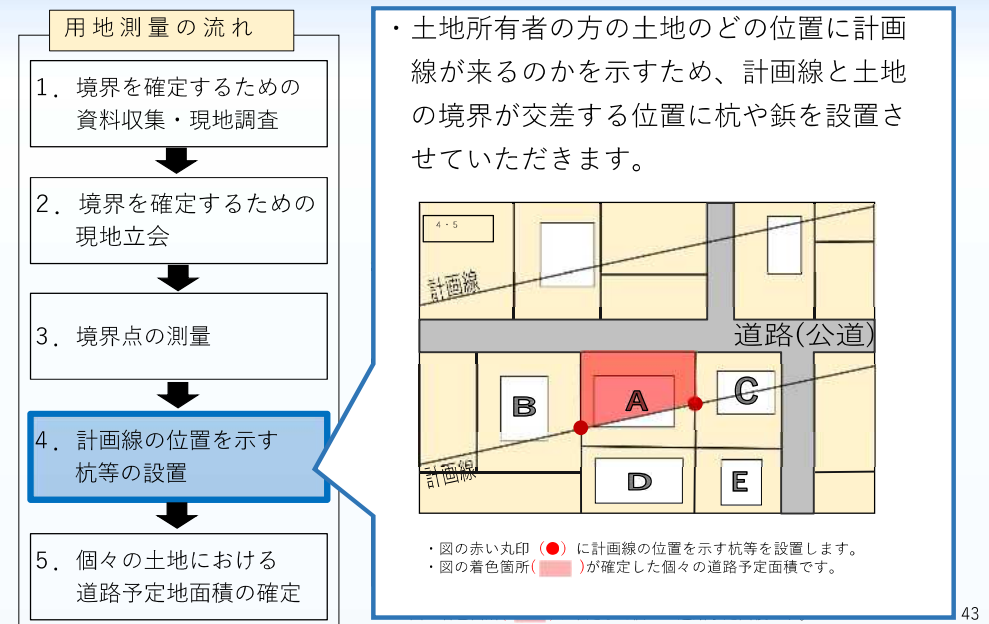 用地測量の流れ
1．境界を確定するための
資料収集・現地調査
2．境界を確定するための
現地立会
3．境界点の測量
4．計画線の位置を示す
杭等の設置
5．個々の土地における
道路予定地面積の確定
・土地所有者の方の土地のどの位置に計画
線が来るのかを示すため、計画線と土地
の境界が交差する位置に杭や鋲を設置さ
せていただきます。
4・5
計画線
道路(公道)
B
A
C
計画線
D
E
・図の赤い丸印（●）に計画線の位置を示す杭等を設置します。
・図の着色箇所( )が確定した個々の道路予定面積です。
43